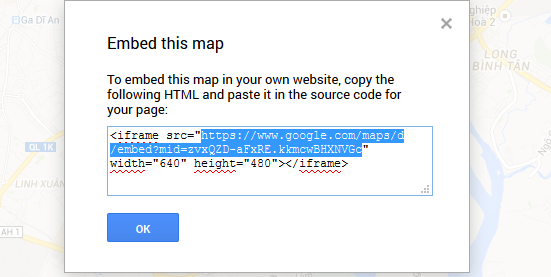 Ga Dĩ An
Nghiệp
Hòa 2
×
Embed this map
LONG
BÌNH TÂN
To embed this map in your own website, copy the
following HTML and paste it in the source code for
your page:
<iframe src="https://www.google.com/maps/d
/embed?mid=zvxQZD-aFxRE.kkmcwBHXNVGc"
width="640" height="480"></iframe>
QL 1K
LINH XUÂN
AH 1
OK